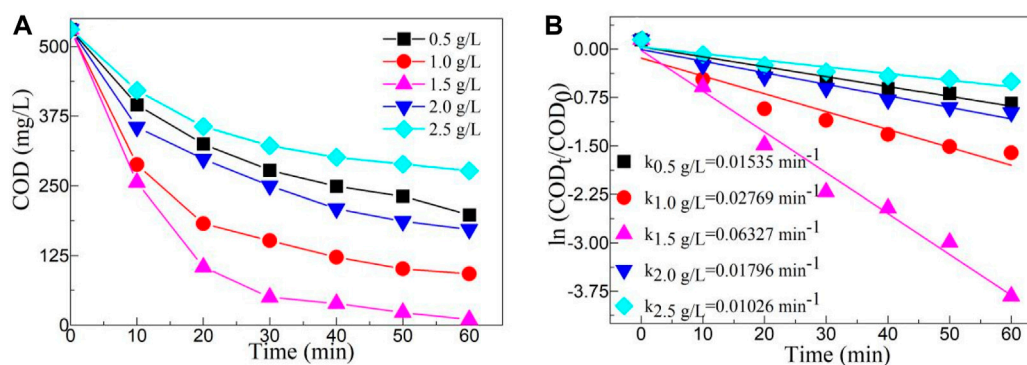 A
COD (mg/L)
500
375
250
125
0
0 10 20 30 40 50 60
Time (min)
0.5 g/L
1.0 g/L
1.5 g/L
2.0 g/L
2.5 g/L
B
ln (CODt/COD0)
0.00
-0.75
-1.50
-2.25
-3.00
-3.75
0 10 20 30 40 50 60
Time (min)
k0.5 g/L=0.01535 min-1
k1.0 g/L=0.02769 min-1
k1.5 g/L=0.06327 min-1
k2.0 g/L=0.01796 min-1
k2.5 g/L=0.01026 min-1